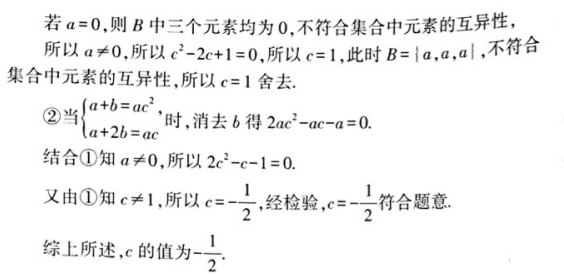 若 a=0,则 B 中三个元素均为 0,不符合集合中元素的互异性,
所以 a≠0,所以 c²-2c+1=0,所以 c=1,此时 B={a,a,a},不符合
集合中元素的互异性,所以 c=1 舍去.
②当{a+b=ac², a+2b=ac 时,消去 b 得 2ac²-ac-a=0.
结合①知 a≠0,所以 2c²-c-1=0.
又由①知 c≠1,所以 c=-1/2,经检验,c=-1/2符合题意.
综上所述,c 的值为-1/2.